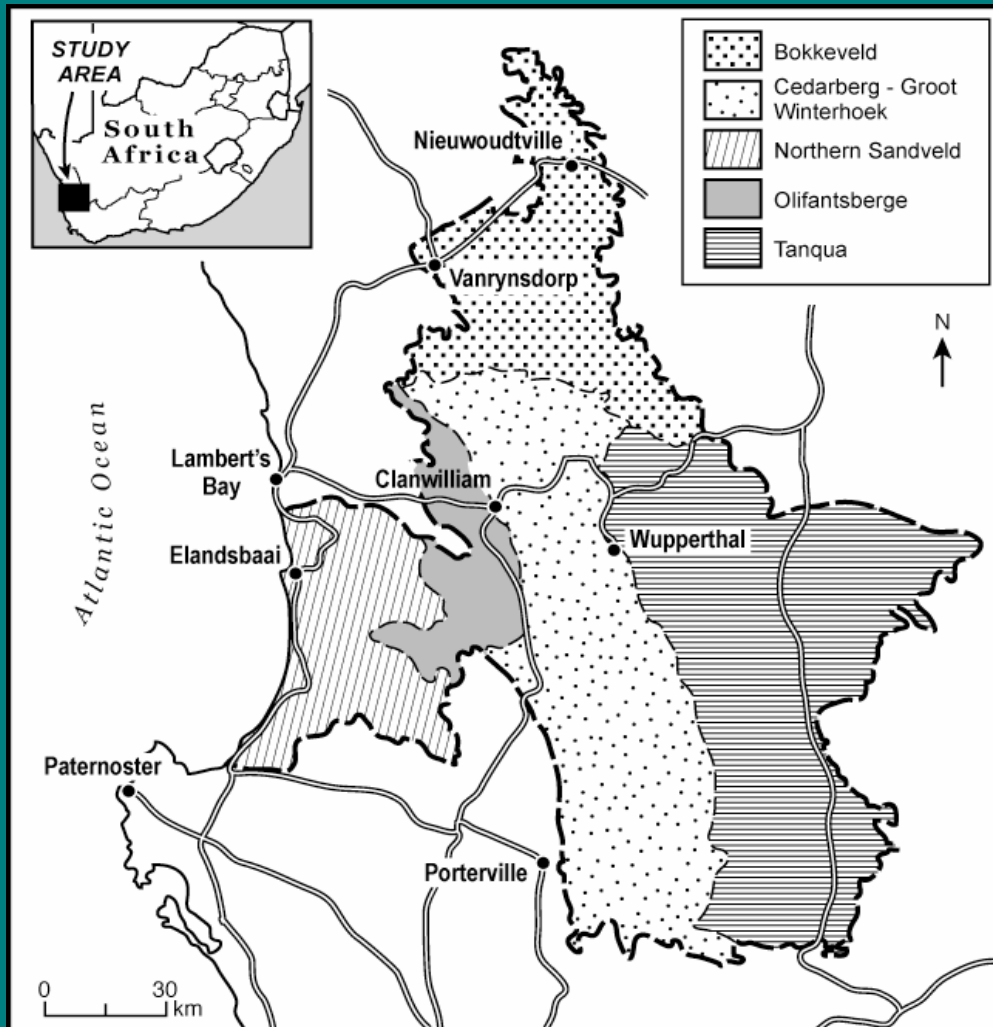 STUDY
AREA
South
Africa
Bokkeveld
Cedarberg - Groot
Winterhoek
Northern Sandveld
Olifantsberge
Tanqua
Nieuwoudtville
Vanrynsdorp
N
Atlantic Ocean
Lambert's
Bay
Clanwilliam
Elandsbaai
Wupperthal
Paternoster
Porterville
0 30
km